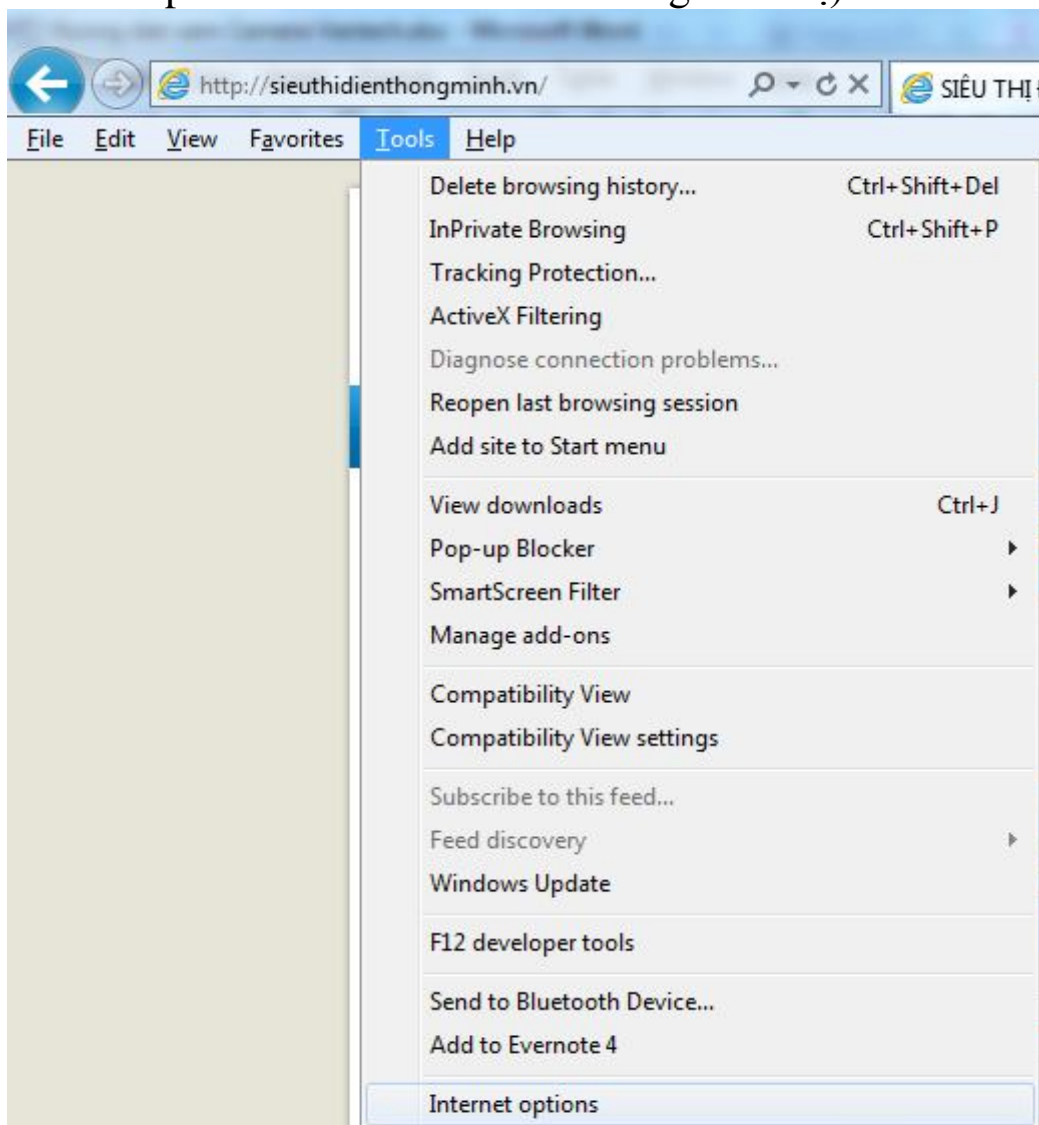 http://sieuthidienthongminh.vn/
SIÊU THỊ
File Edit View Favorites Tools Help
Delete browsing history... Ctrl+Shift+Del
InPrivate Browsing Ctrl+Shift+P
Tracking Protection...
ActiveX Filtering
Diagnose connection problems...
Reopen last browsing session
Add site to Start menu
View downloads Ctrl+J
Pop-up Blocker
SmartScreen Filter
Manage add-ons
Compatibility View
Compatibility View settings
Subscribe to this feed...
Feed discovery
Windows Update
F12 developer tools
Send to Bluetooth Device...
Add to Evernote 4
Internet options